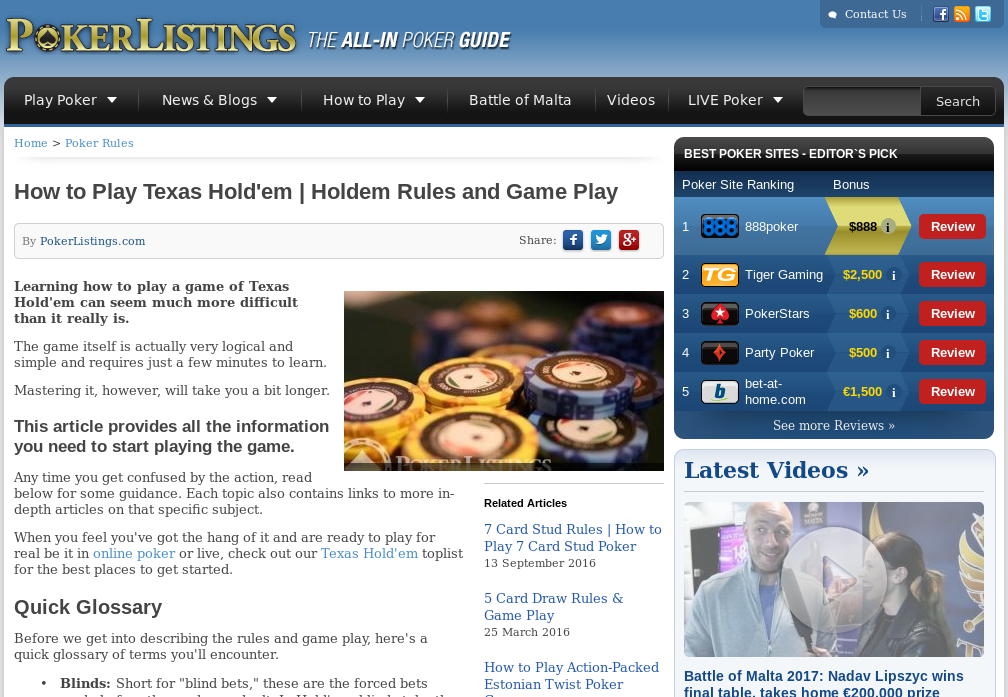 Contact Us
POKERLISTINGS THE ALL-IN POKER GUIDE
Play Poker
News & Blogs
How to Play
Battle of Malta
Videos
LIVE Poker
Search
Home > Poker Rules
How to Play Texas Hold'em | Holdem Rules and Game Play
By PokerListings.com
Share:
Learning how to play a game of Texas
Hold'em can seem much more difficult
than it really is.
The game itself is actually very logical and
simple and requires just a few minutes to learn.
Mastering it, however, will take you a bit longer.
This article provides all the information
you need to start playing the game.
Any time you get confused by the action, read
below for some guidance. Each topic also contains links to more in-
depth articles on that specific subject.
When you feel you've got the hang of it and are ready to play for
real be it in online poker or live, check out our Texas Hold'em toplist
for the best places to get started.
Quick Glossary
Before we get into describing the rules and game play, here's a
quick glossary of terms you'll encounter.
• Blinds: Short for "blind bets," these are the forced bets
POKERLISTINGS
Related Articles
7 Card Stud Rules | How to
Play 7 Card Stud Poker
13 September 2016
5 Card Draw Rules &
Game Play
25 March 2016
How to Play Action-Packed
Estonian Twist Poker
BEST POKER SITES - EDITOR`S PICK
Poker Site Ranking Bonus
1 888 888poker $888 i Review
2 TG Tiger Gaming $2,500 i Review
3 PokerStars $600 i Review
4 Party Poker $500 i Review
5 b bet-at-
home.com €1,500 i Review
See more Reviews »
Latest Videos »
MALTA
Battle of Malta 2017: Nadav Lipszyc wins
final table, takes home €200,000 prize